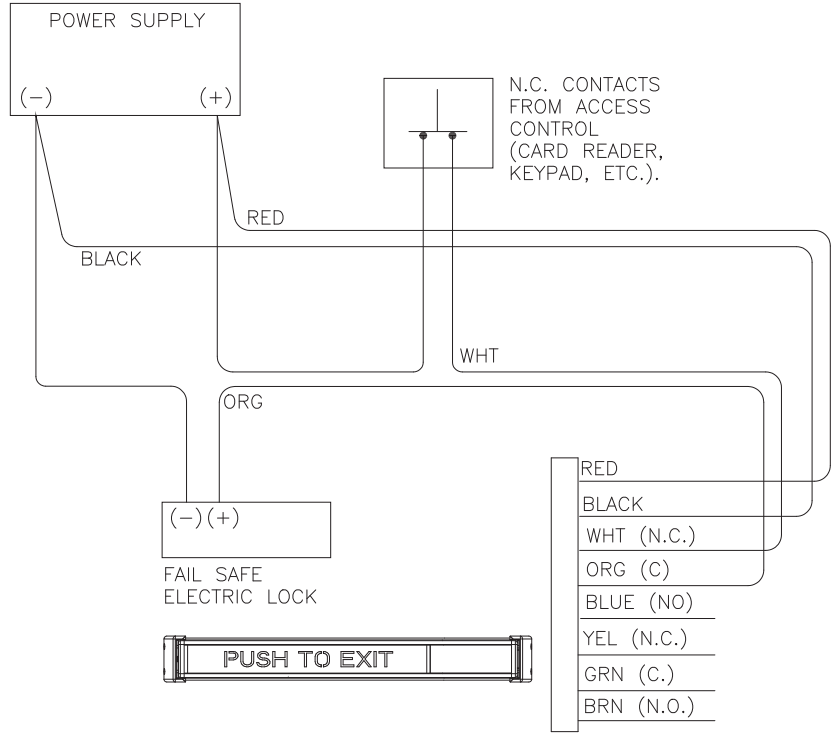 POWER SUPPLY
(−)
(+)
N.C. CONTACTS
FROM ACCESS
CONTROL
(CARD READER,
KEYPAD, ETC.).
RED
BLACK
WHT
ORG
(−)(+)
FAIL SAFE
ELECTRIC LOCK
PUSH TO EXIT
RED
BLACK
WHT (N.C.)
ORG (C)
BLUE (NO)
YEL (N.C.)
GRN (C.)
BRN (N.O.)